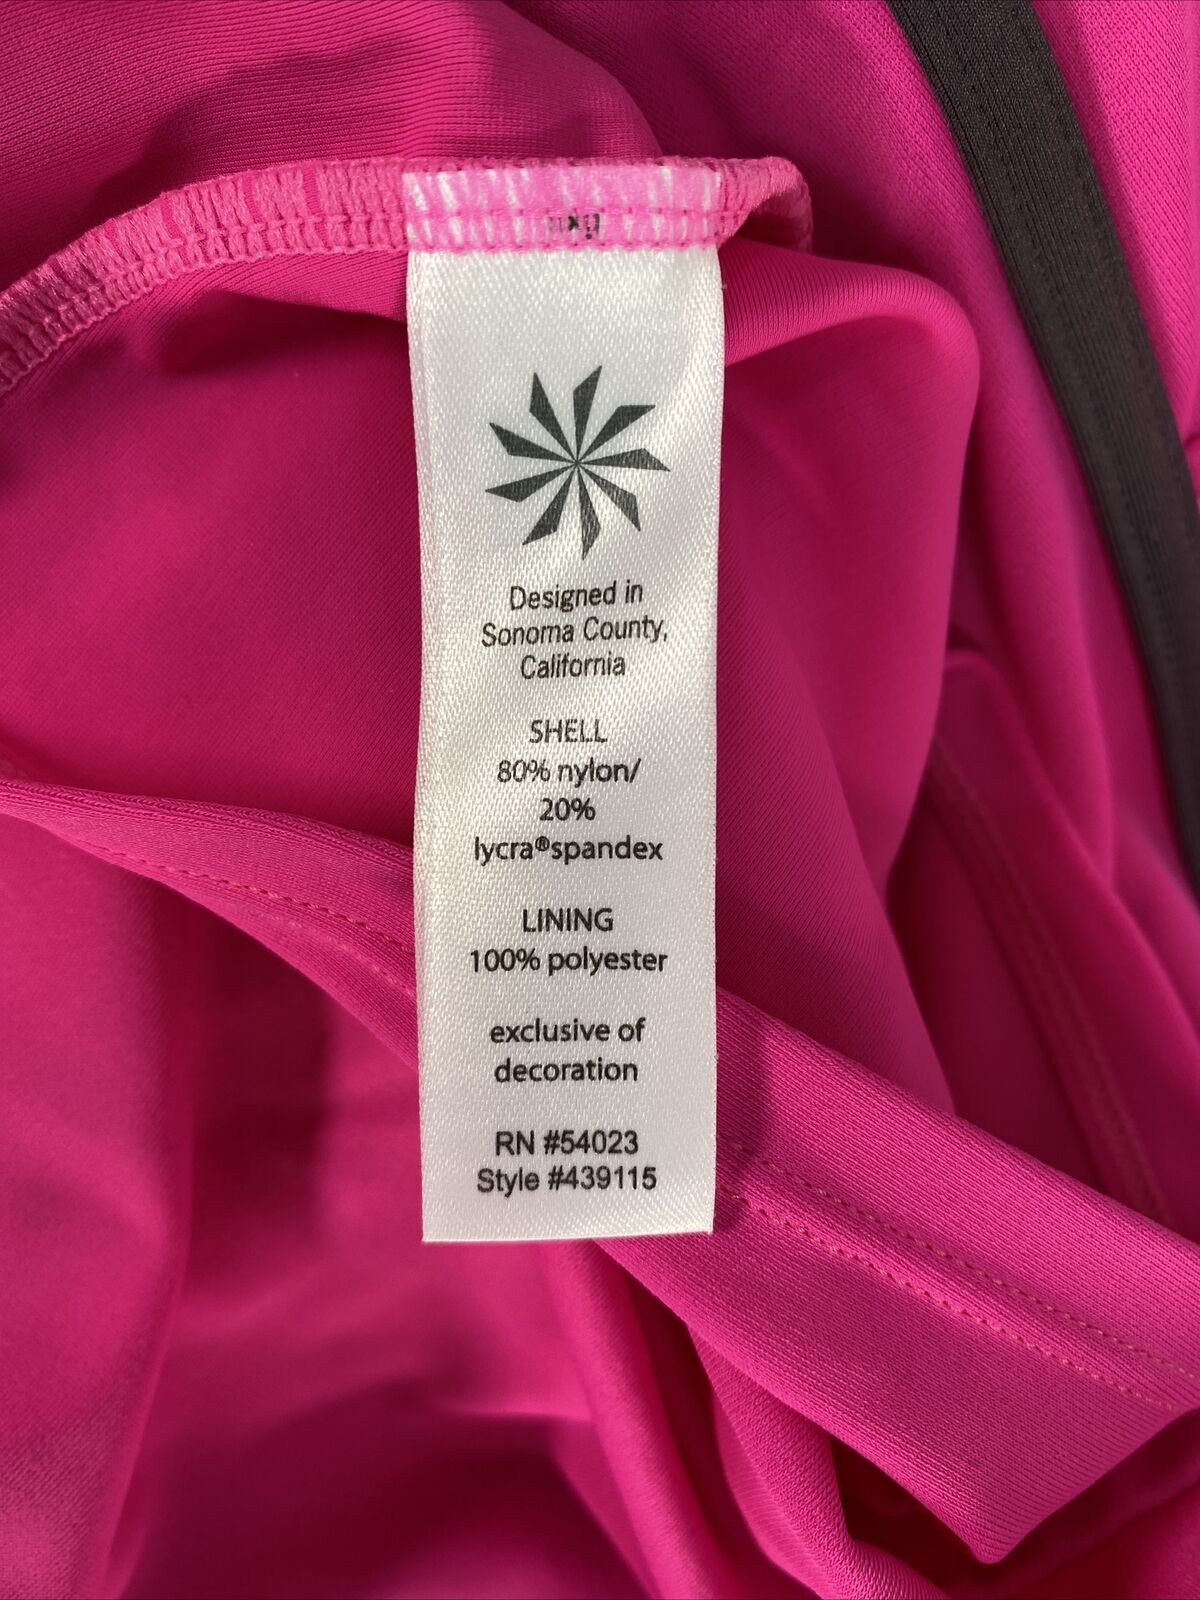 Designed in
Sonoma County,
California
SHELL
80% nylon/
20%
lycra®spandex
LINING
100% polyester
exclusive of
decoration
RN #54023
Style #439115